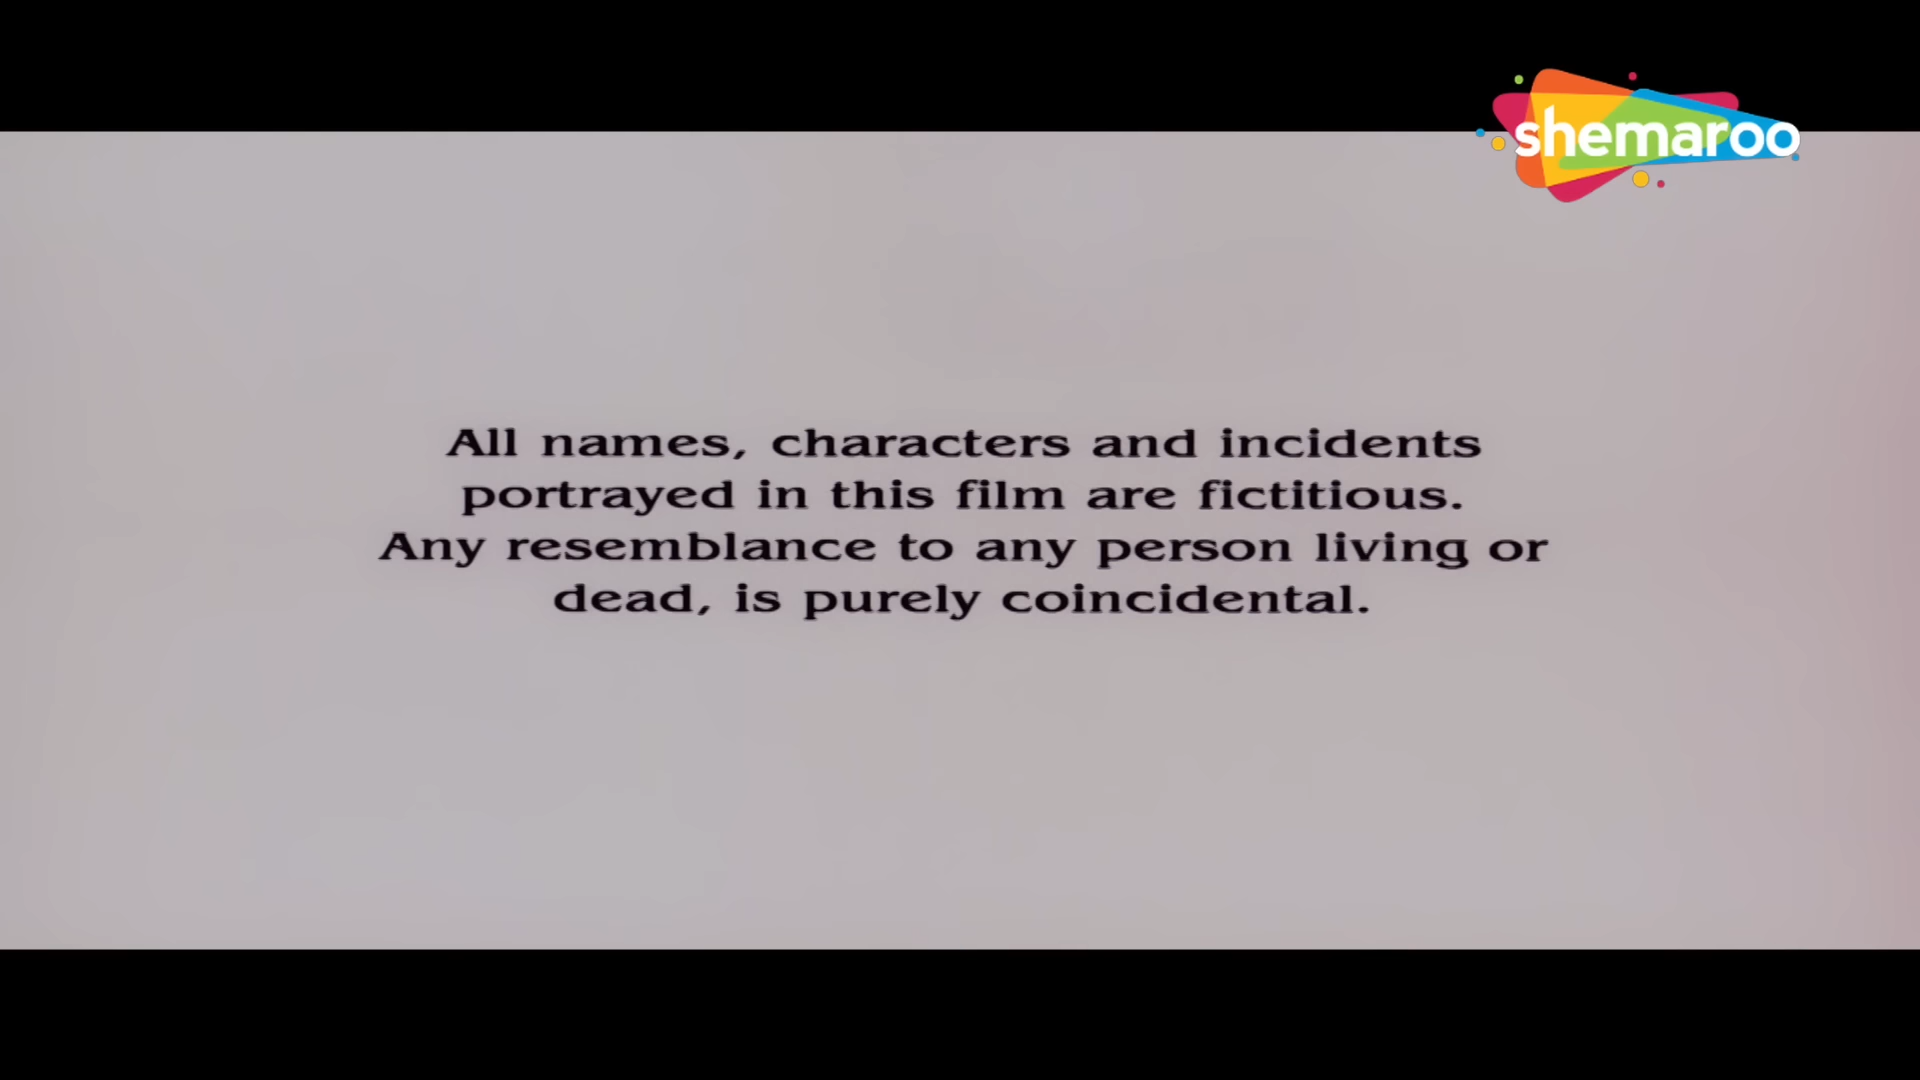 shemaroo
All names, characters and incidents
portrayed in this film are fictitious.
Any resemblance to any person living or
dead, is purely coincidental.